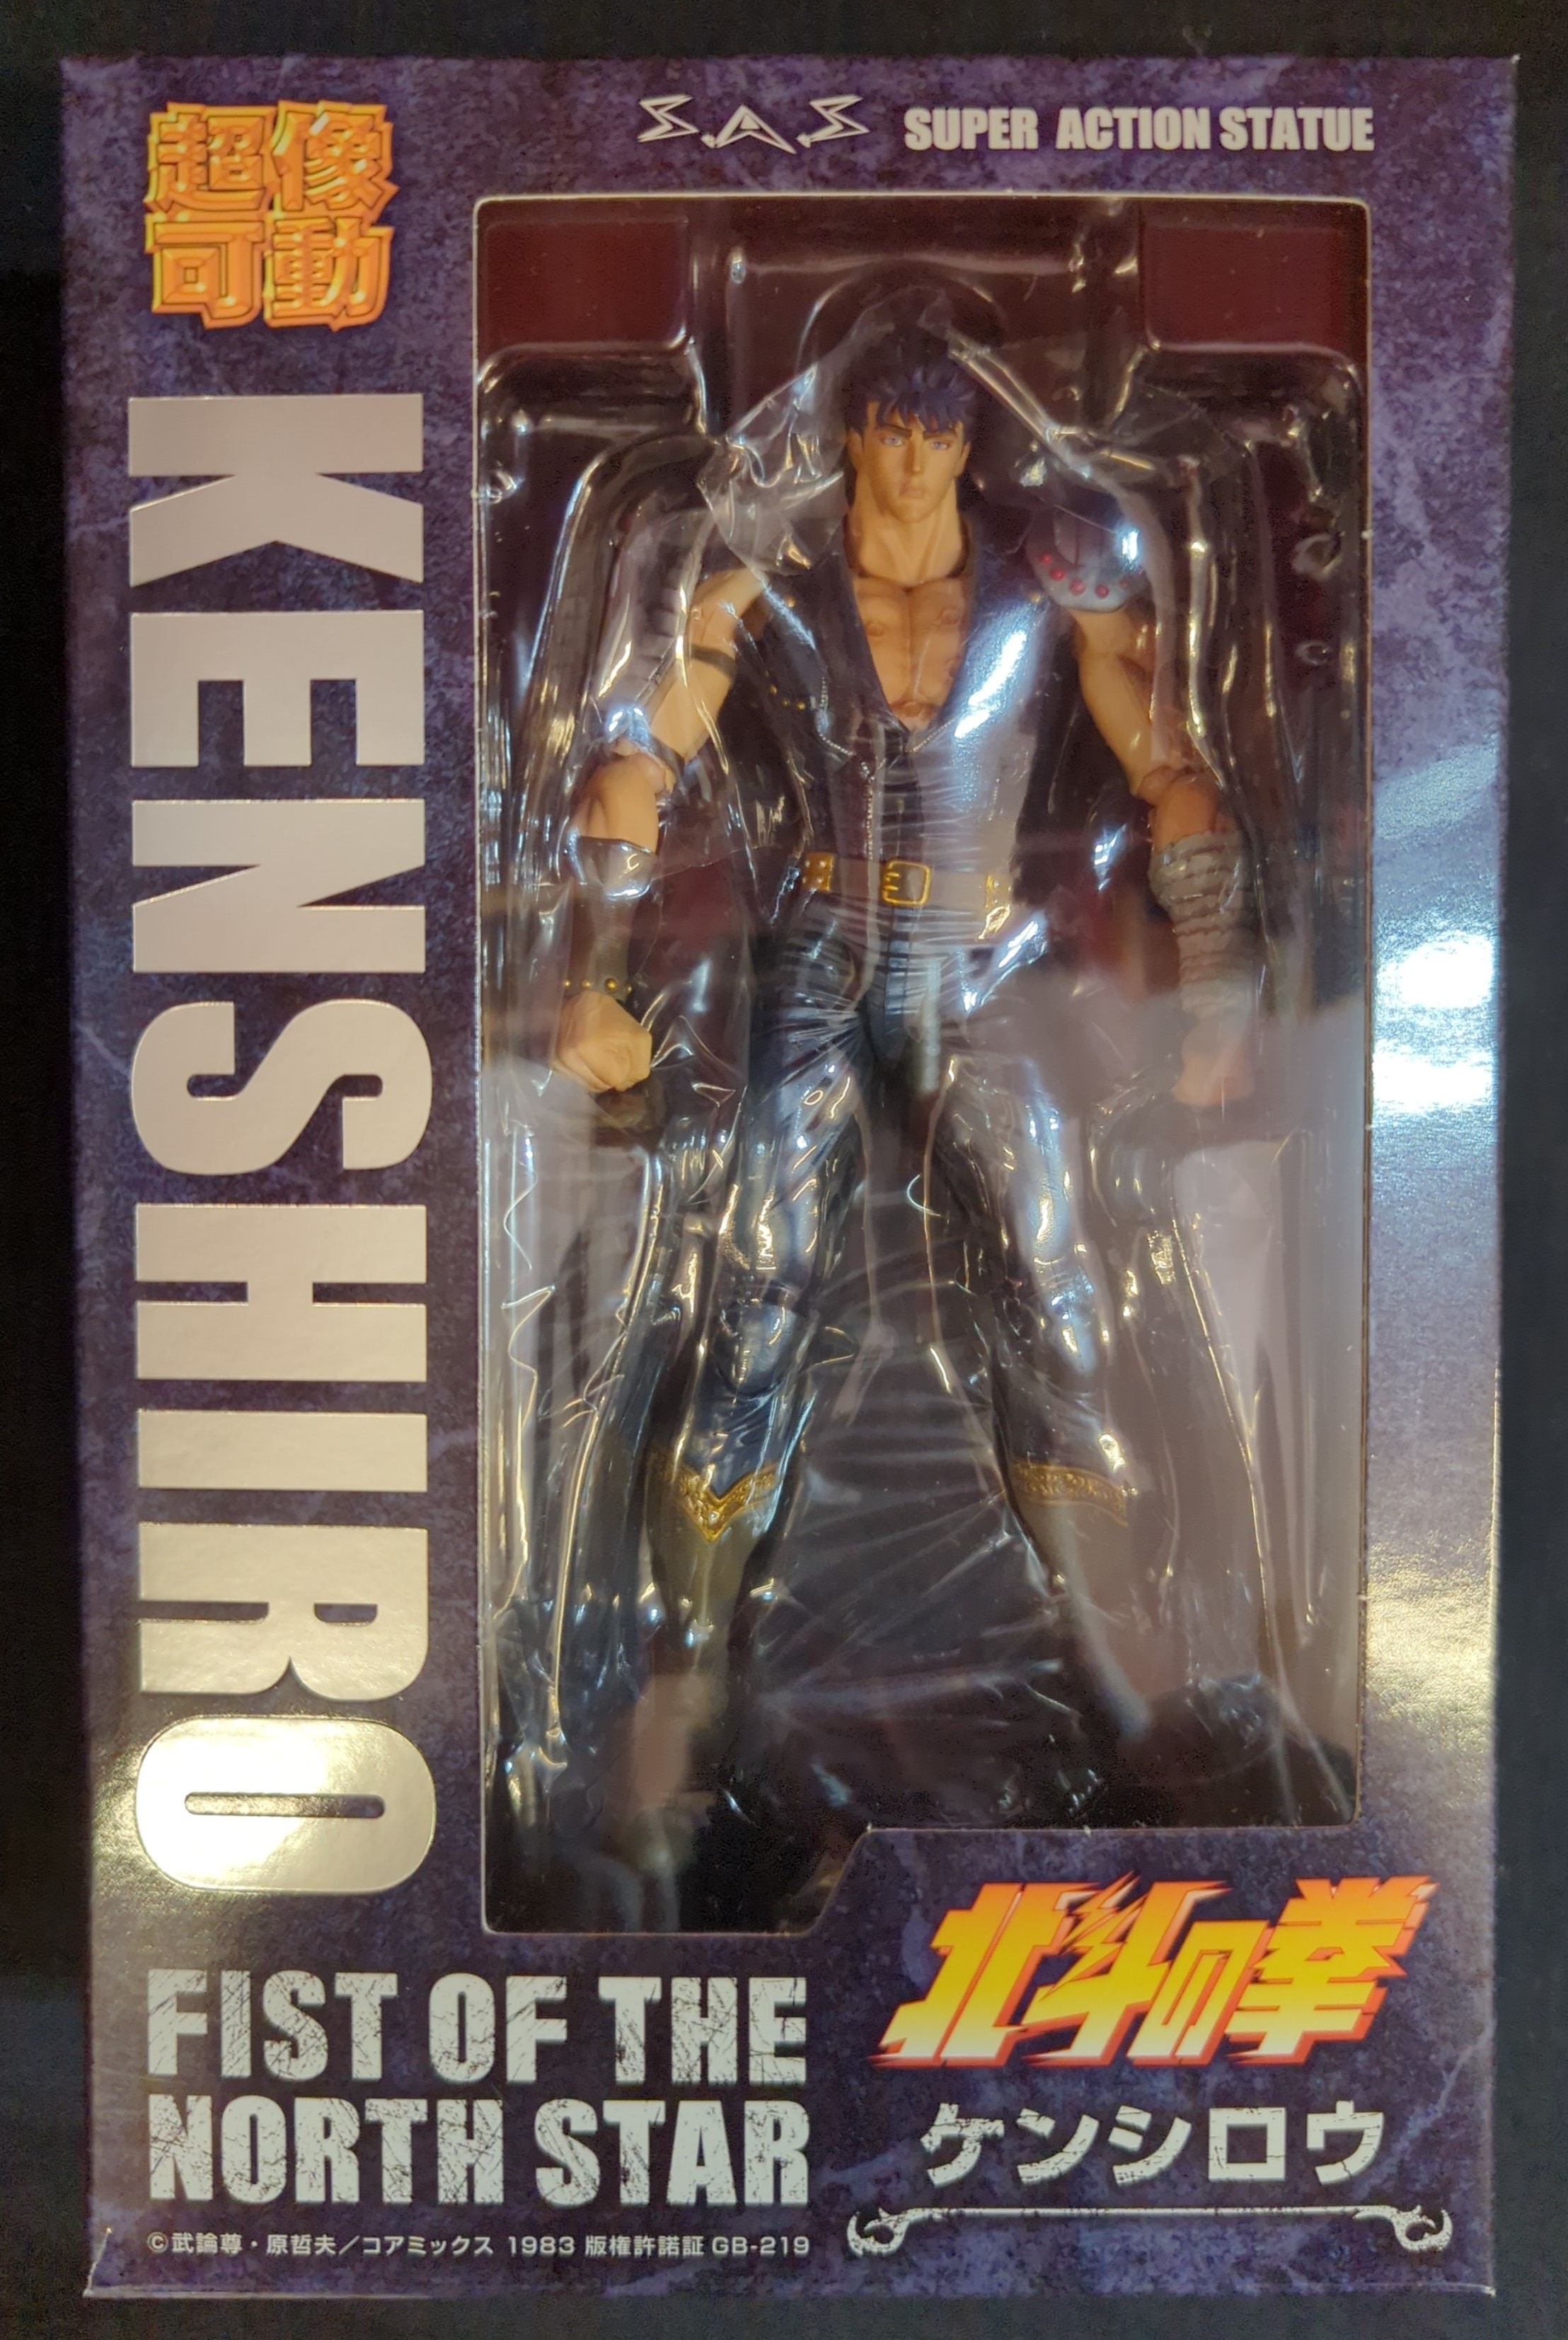 超像
可動
S.A.S SUPER ACTION STATUE
KENSHIRO
FIST OF THE
NORTH STAR
北斗の拳
ケンシロウ
©武論尊・原哲夫／コアミックス 1983 版権許諾証 GB-219